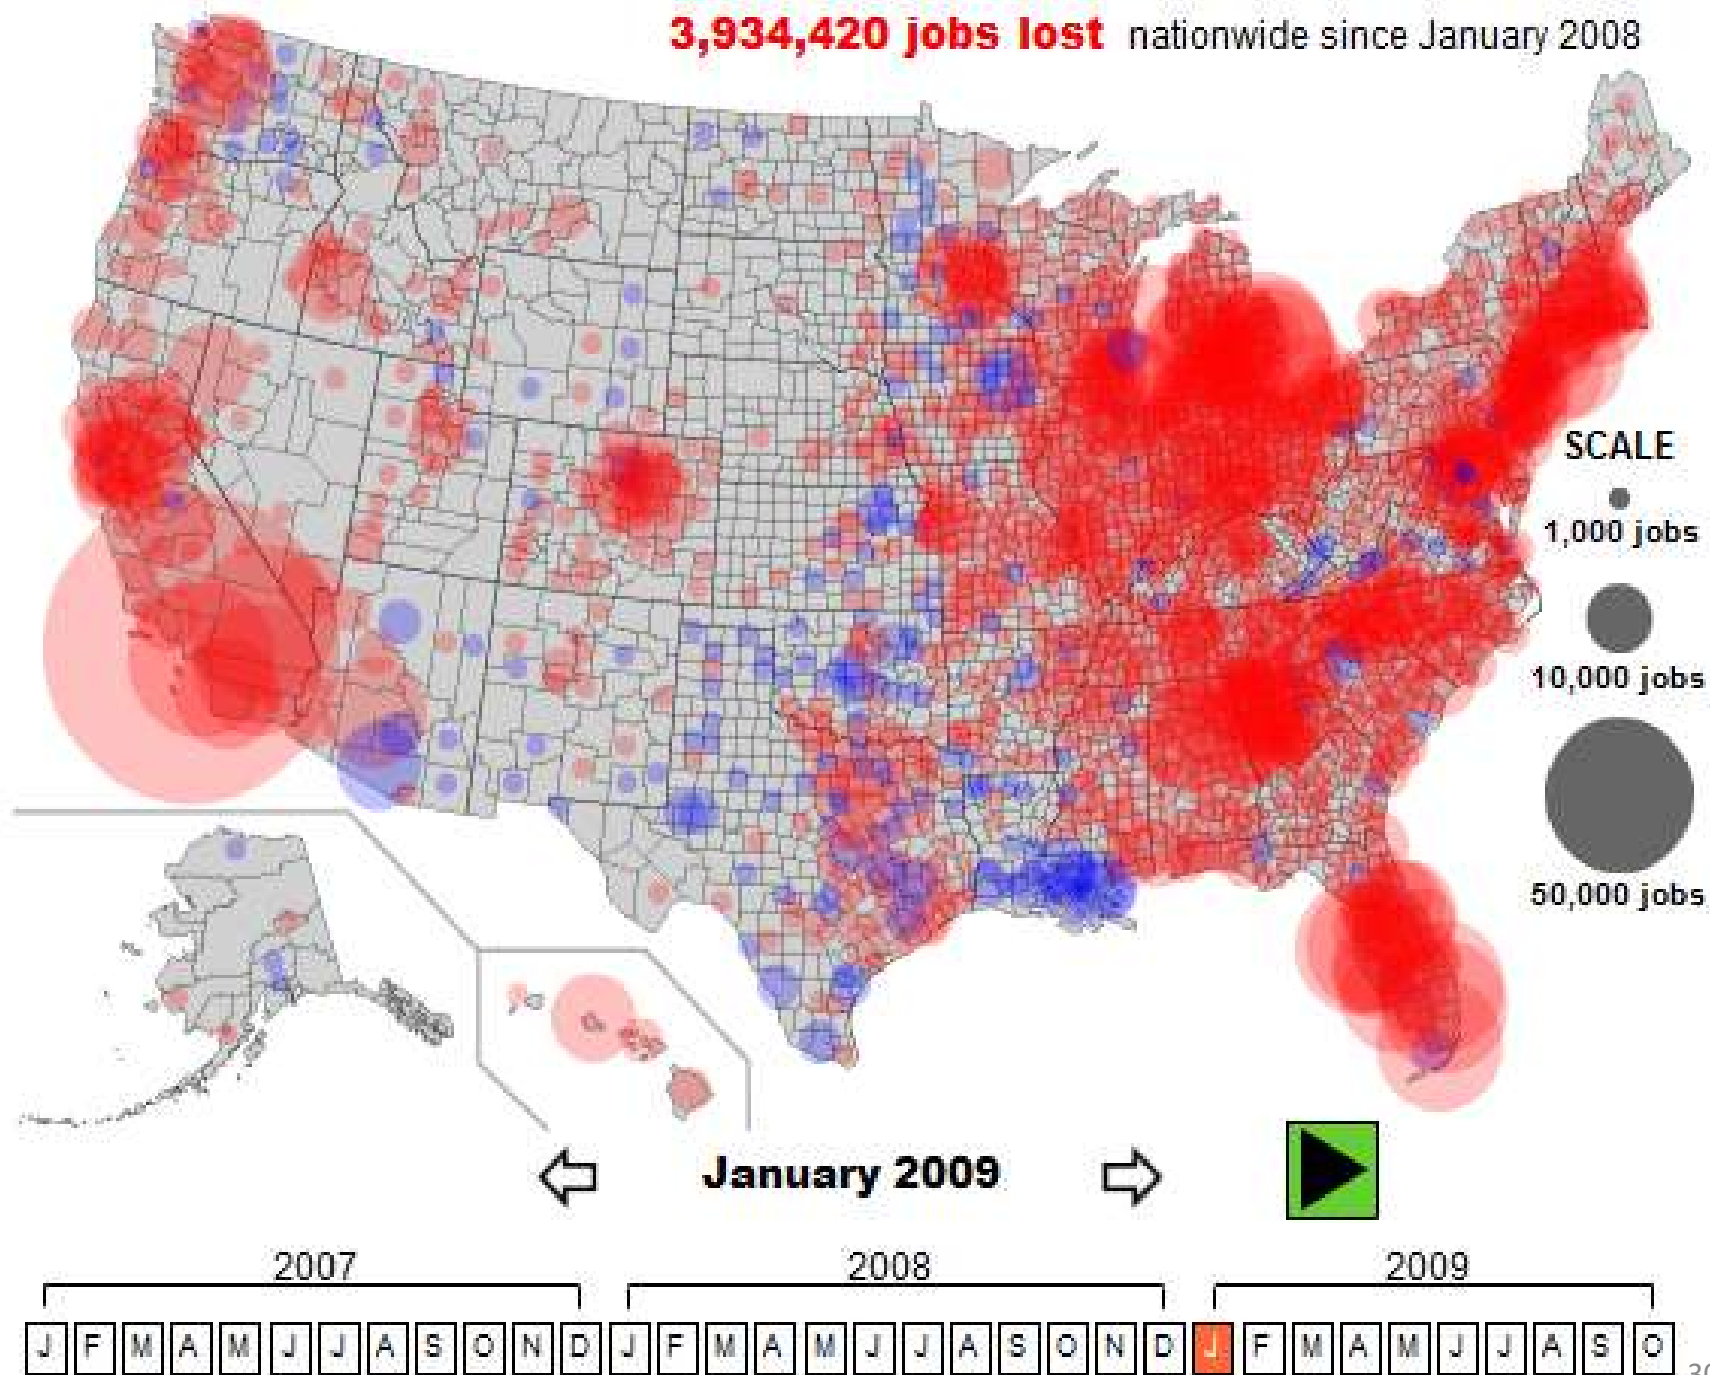 3,934,420 jobs lost nationwide since January 2008
SCALE
1,000 jobs
10,000 jobs
50,000 jobs
January 2009
2007 2008 2009
J F M A M J J A S O N D J F M A M J J A S O N D J F M A M J J A S O
30